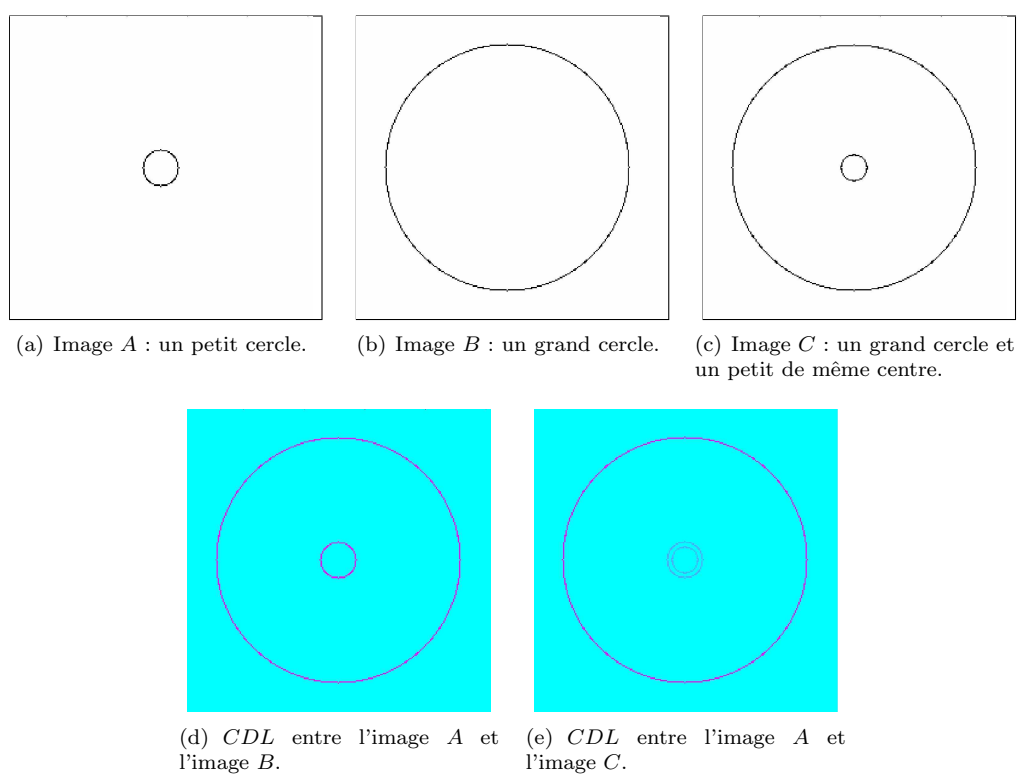 (a) Image A : un petit cercle.
(b) Image B : un grand cercle.
(c) Image C : un grand cercle et
un petit de même centre.
(d) CDL entre l'image A et
l'image B.
(e) CDL entre l'image A et
l'image C.